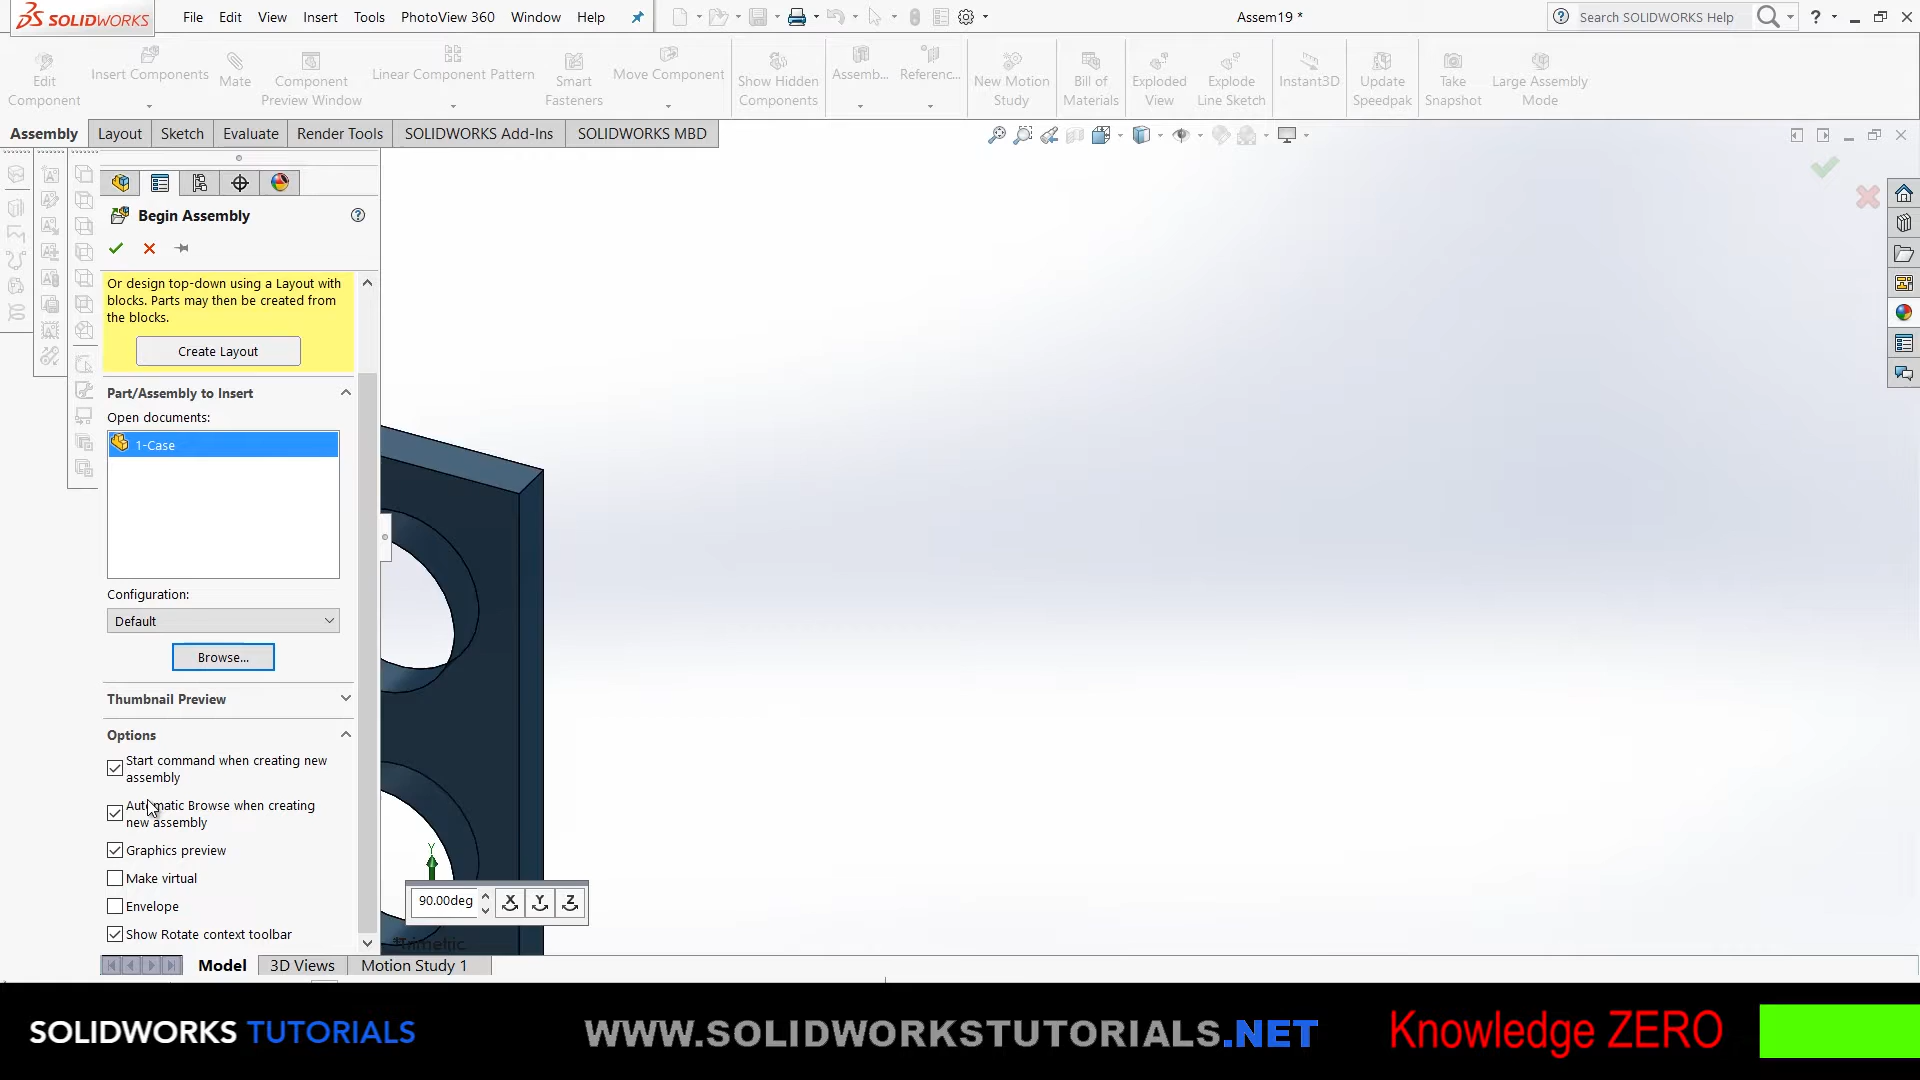 SOLIDWORKS
File Edit View Insert Tools PhotoView 360 Window Help
Assem19 *
Search SOLIDWORKS Help
Edit Component
Insert Components
Mate
Component Preview Window
Linear Component Pattern
Smart Fasteners
Move Component
Show Hidden Components
Assemb...
Referenc...
New Motion Study
Bill of Materials
Exploded View
Explode Line Sketch
Instant3D
Update Speedpak
Take Snapshot
Large Assembly Mode
Assembly Layout Sketch Evaluate Render Tools SOLIDWORKS Add-Ins SOLIDWORKS MBD
Begin Assembly
Or design top-down using a Layout with
blocks. Parts may then be created from
the blocks.
Create Layout
Part/Assembly to Insert
Open documents:
1-Case
Configuration:
Default
Browse...
Thumbnail Preview
Options
Start command when creating new
assembly
Automatic Browse when creating
new assembly
Graphics preview
Make virtual
Envelope
Show Rotate context toolbar
Y
90.00deg X Y Z
*Trimetric
Model 3D Views Motion Study 1
SOLIDWORKS TUTORIALS
WWW.SOLIDWORKSTUTORIALS.NET
Knowledge ZERO